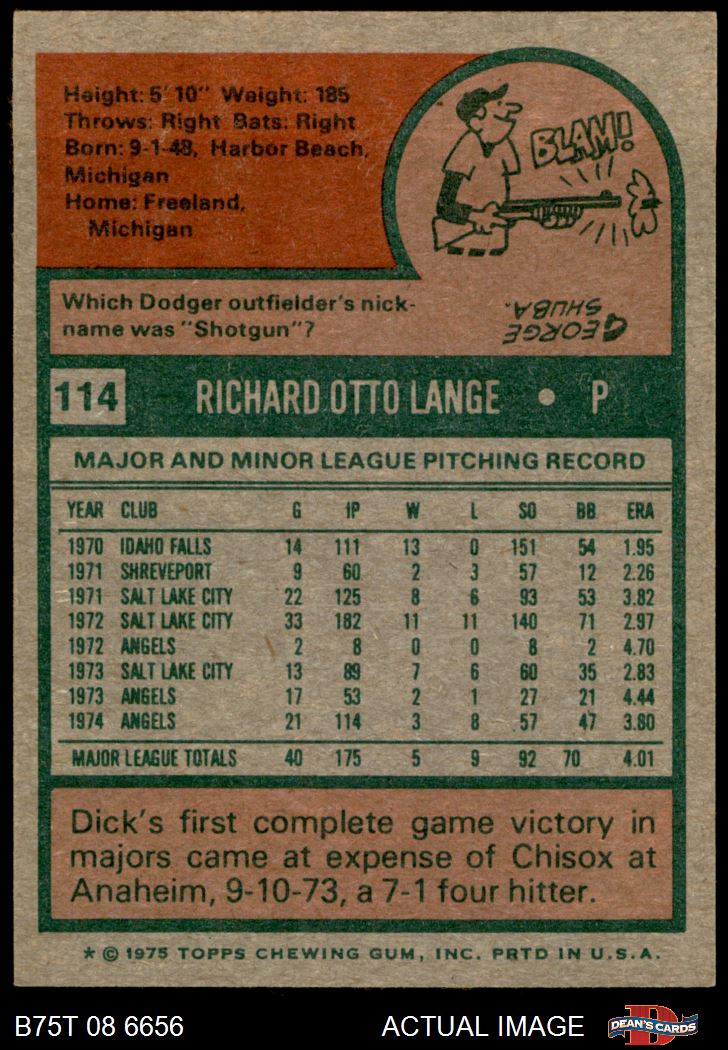 Height: 5' 10" Weight: 185
Throws: Right Bats: Right
Born: 9-1-48, Harbor Beach,
Michigan
Home: Freeland,
Michigan
BLAM!
Which Dodger outfielder's nick-
name was "Shotgun"?
GEORGE
SHUBA.
114 RICHARD OTTO LANGE • P
MAJOR AND MINOR LEAGUE PITCHING RECORD
YEAR CLUB G IP W L SO BB ERA
1970 IDAHO FALLS 14 111 13 0 151 54 1.95
1971 SHREVEPORT 9 60 2 3 57 12 2.26
1971 SALT LAKE CITY 22 125 8 6 93 53 3.82
1972 SALT LAKE CITY 33 182 11 11 140 71 2.97
1972 ANGELS 2 8 0 0 8 2 4.70
1973 SALT LAKE CITY 13 89 7 6 60 35 2.83
1973 ANGELS 17 53 2 1 27 21 4.44
1974 ANGELS 21 114 3 8 57 47 3.80
MAJOR LEAGUE TOTALS 40 175 5 9 92 70 4.01
Dick's first complete game victory in
majors came at expense of Chisox at
Anaheim, 9-10-73, a 7-1 four hitter.
* © 1975 TOPPS CHEWING GUM, INC. PRTD IN U.S.A.
B75T 08 6656 ACTUAL IMAGE D DEAN'S CARDS